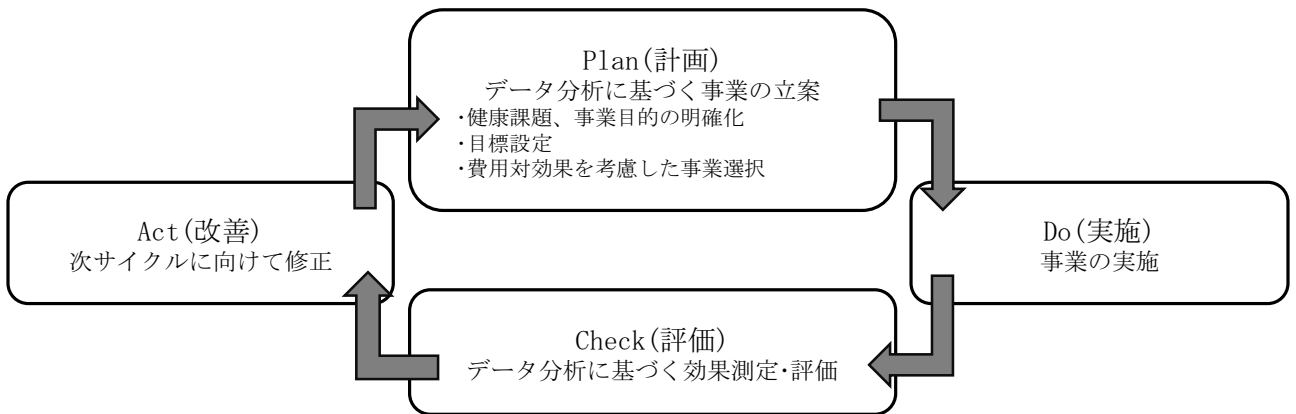 Plan(計画)
データ分析に基づく事業の立案
・健康課題、事業目的の明確化
・目標設定
・費用対効果を考慮した事業選択
Act(改善)
次サイクルに向けて修正
Do(実施)
事業の実施
Check(評価)
データ分析に基づく効果測定・評価